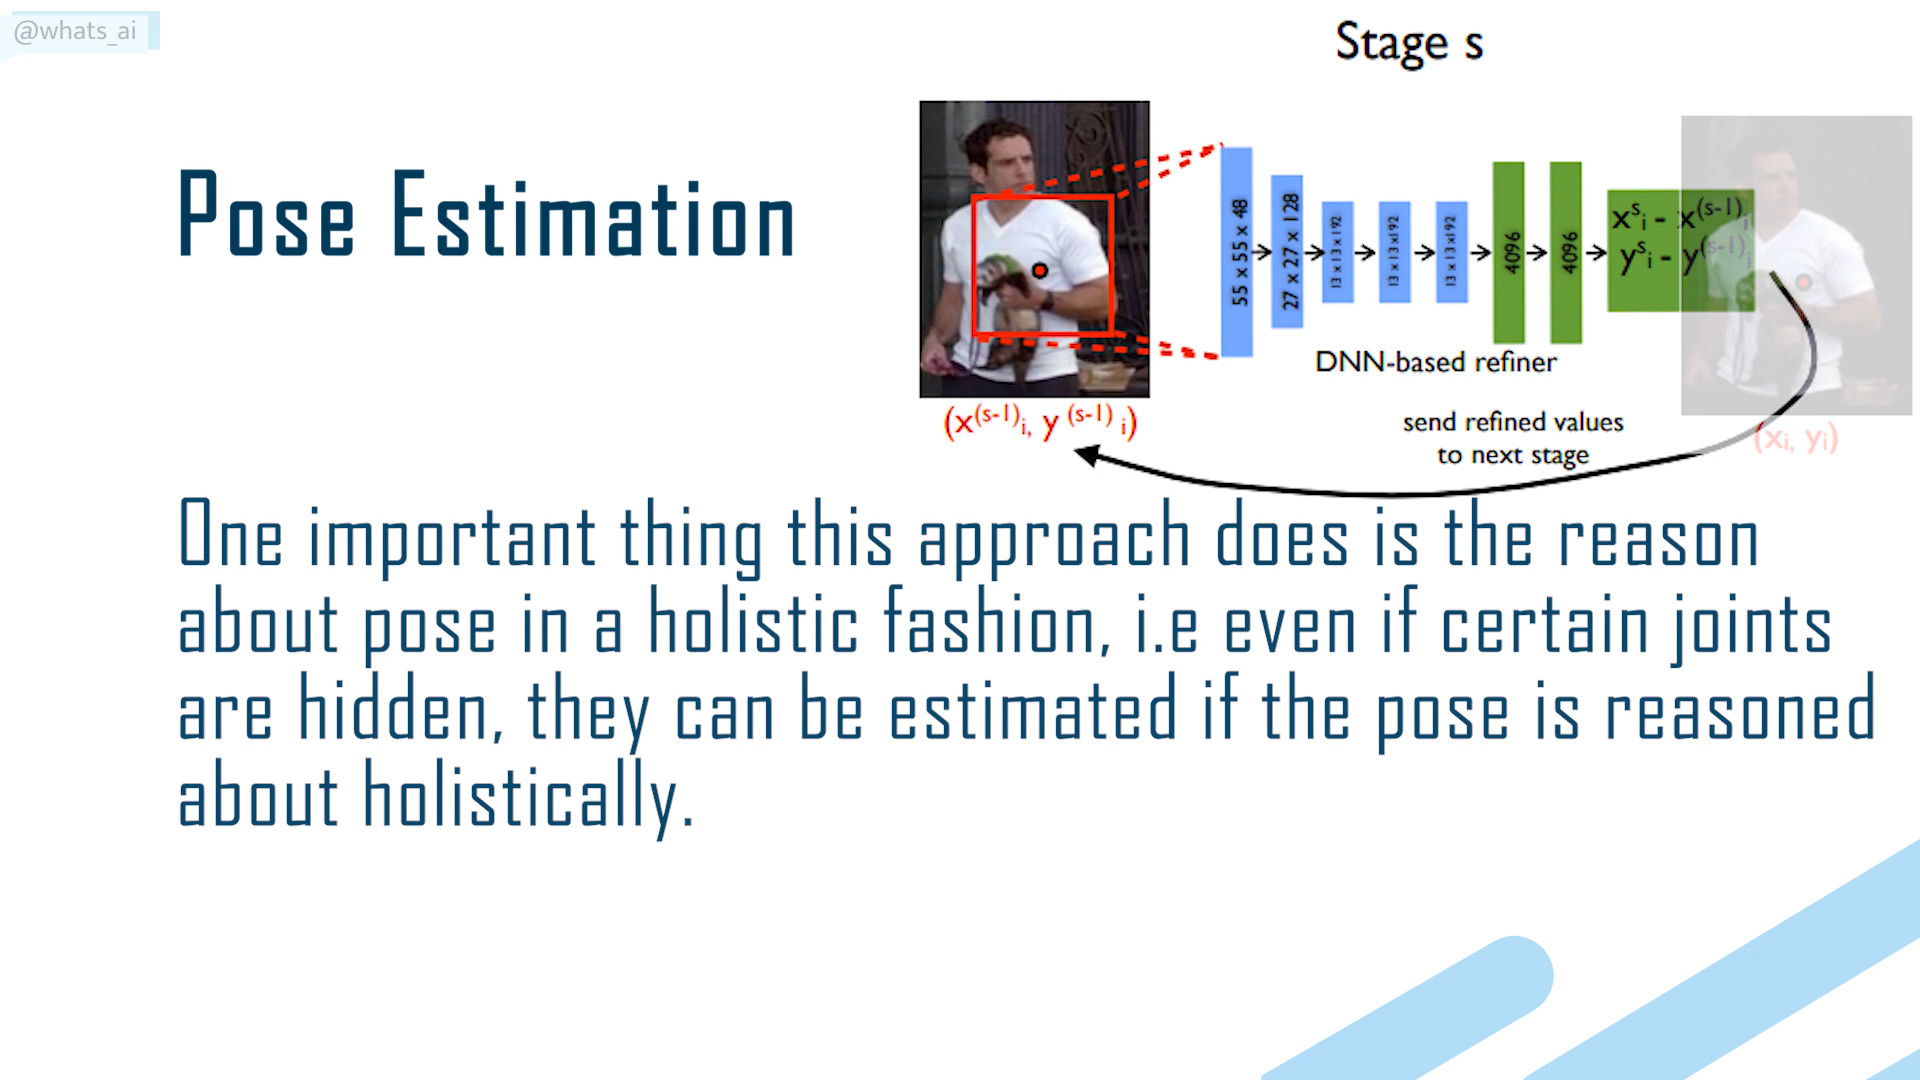 @whats_ai
Stage s
Pose Estimation
55 x 55 x 48
27 x 27 x 128
13 x 13 x 192
13 x 13 x 192
13 x 13 x 192
4096
4096
x^s_i - x^(s-1)_i
y^s_i - y^(s-1)_i
DNN-based refiner
(x^(s-1)_i, y^(s-1)_i)
send refined values
to next stage
(x_i, y_i)
One important thing this approach does is the reason
about pose in a holistic fashion, i.e even if certain joints
are hidden, they can be estimated if the pose is reasoned
about holistically.